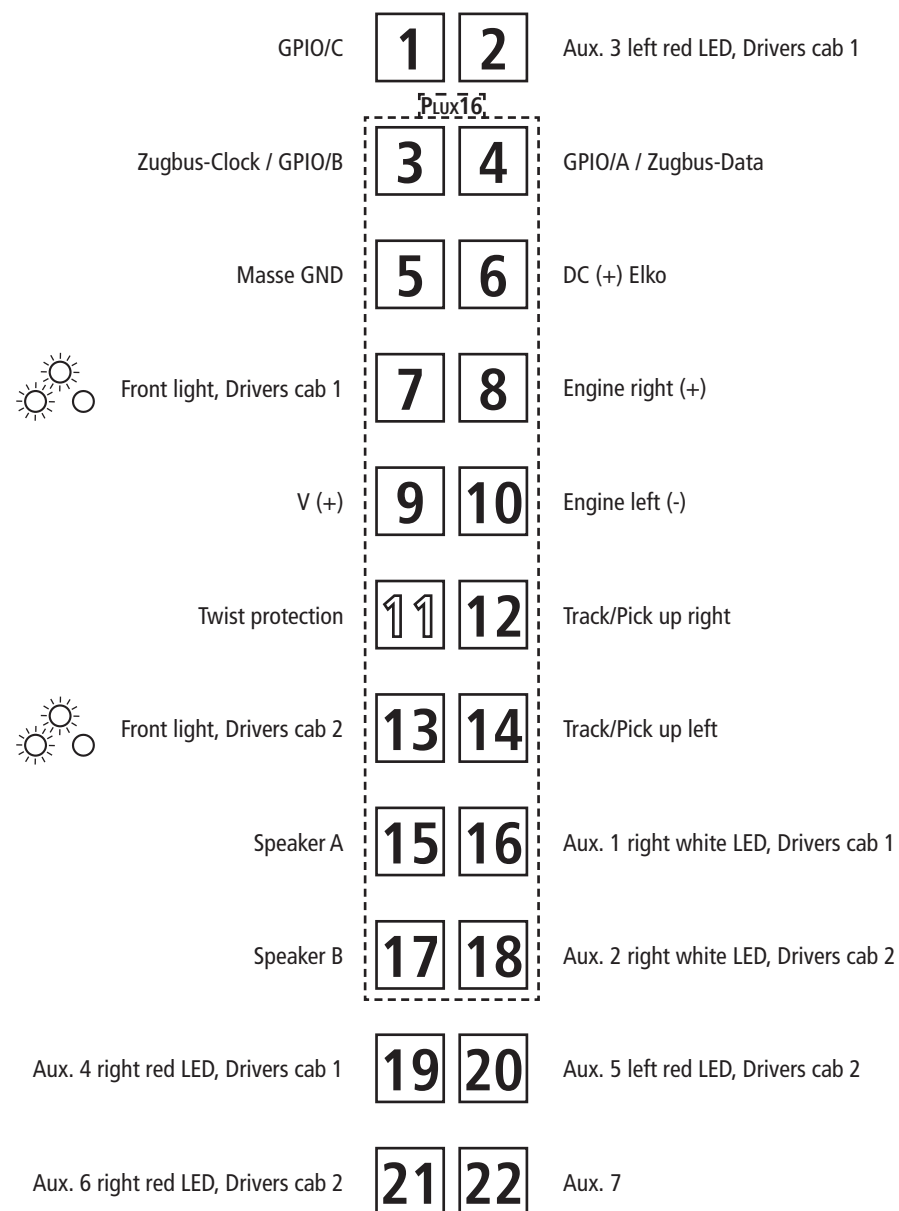 GPIO/C 1 2 Aux. 3 left red LED, Drivers cab 1
PLUX16
Zugbus-Clock / GPIO/B 3 4 GPIO/A / Zugbus-Data
Masse GND 5 6 DC (+) Elko
Front light, Drivers cab 1 7 8 Engine right (+)
V (+) 9 10 Engine left (-)
Twist protection 11 12 Track/Pick up right
Front light, Drivers cab 2 13 14 Track/Pick up left
Speaker A 15 16 Aux. 1 right white LED, Drivers cab 1
Speaker B 17 18 Aux. 2 right white LED, Drivers cab 2
Aux. 4 right red LED, Drivers cab 1 19 20 Aux. 5 left red LED, Drivers cab 2
Aux. 6 right red LED, Drivers cab 2 21 22 Aux. 7